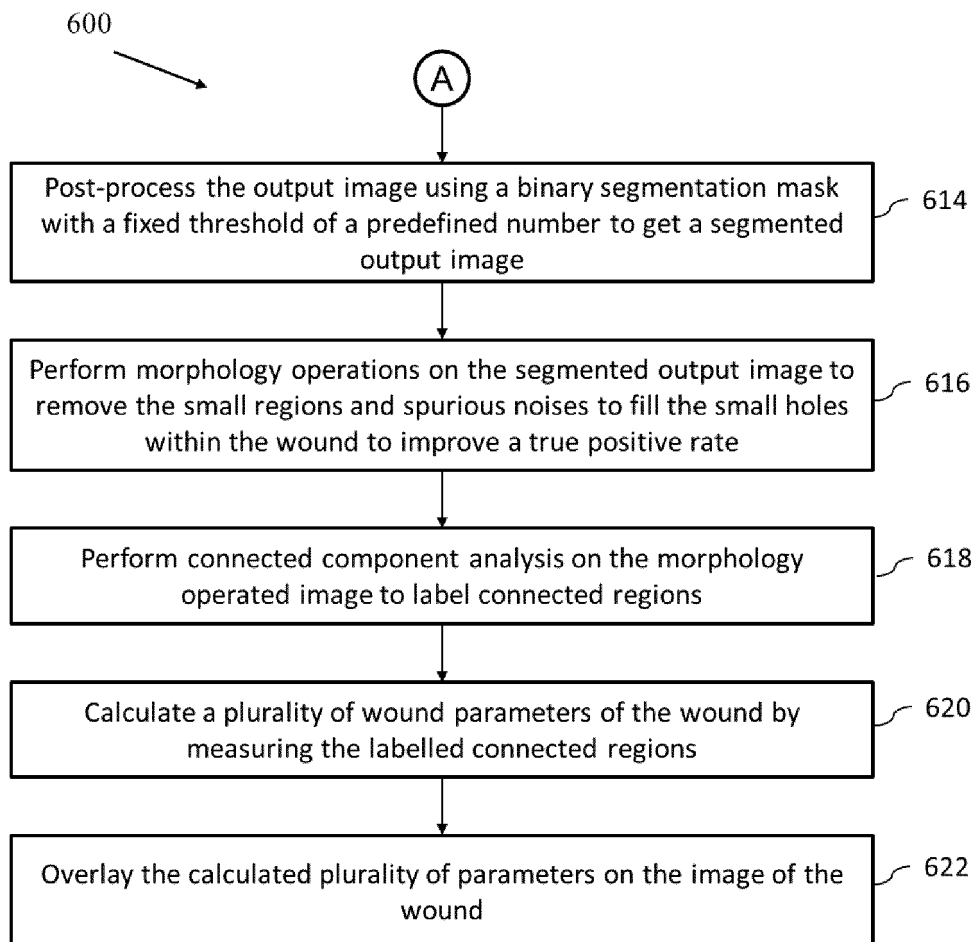 600
A
Post-process the output image using a binary segmentation mask
with a fixed threshold of a predefined number to get a segmented
output image
614
Perform morphology operations on the segmented output image to
remove the small regions and spurious noises to fill the small holes
within the wound to improve a true positive rate
616
Perform connected component analysis on the morphology
operated image to label connected regions
618
Calculate a plurality of wound parameters of the wound by
measuring the labelled connected regions
620
Overlay the calculated plurality of parameters on the image of the
wound
622